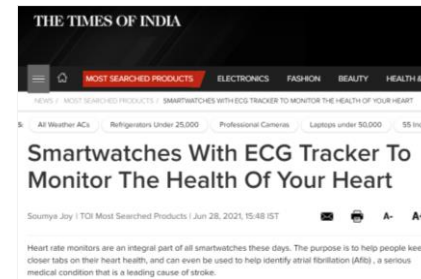 THE TIMES OF INDIA
MOST SEARCHED PRODUCTS ELECTRONICS FASHION BEAUTY HEALTH &
NEWS / MOST SEARCHED PRODUCTS / SMARTWATCHES WITH ECG TRACKER TO MONITOR THE HEALTH OF YOUR HEART
S: All Weather ACs Refrigerators Under 25,000 Professional Cameras Laptops under 50,000 55 Inc
Smartwatches With ECG Tracker To
Monitor The Health Of Your Heart
Soumya Joy | TOI Most Searched Products | Jun 28, 2021, 15:48 IST A- A+
Heart rate monitors are an integral part of all smartwatches these days. The purpose is to help people kee
closer tabs on their heart health, and can even be used to help identify atrial fibrillation (Afib), a serious
medical condition that is a leading cause of stroke.